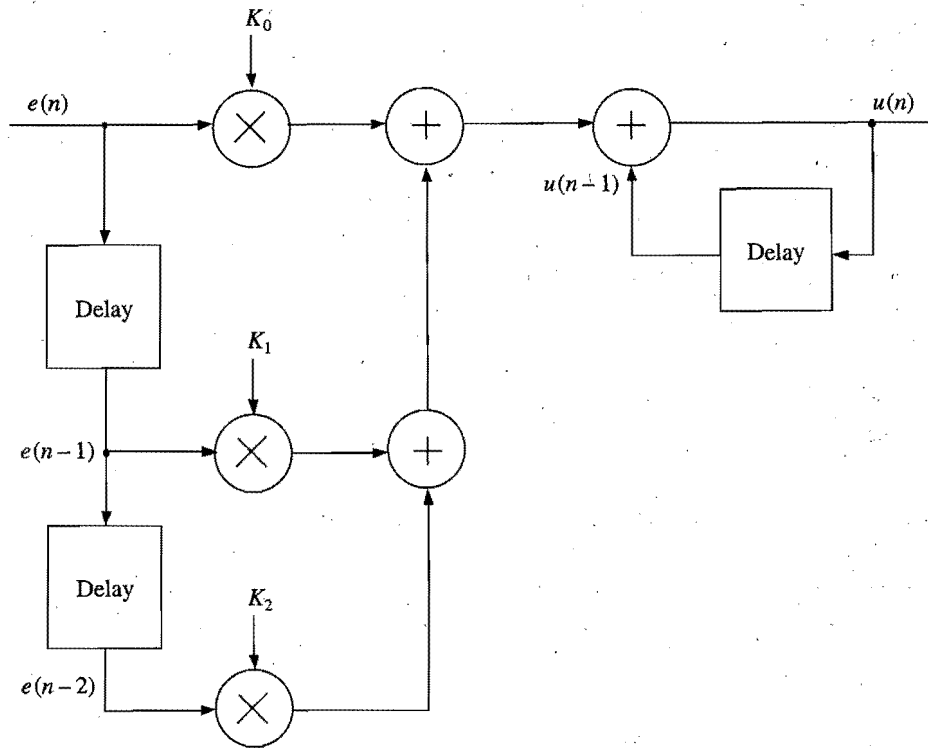 K₀
e(n)
×
+
+
u(n)
u(n−1)
Delay
Delay
K₁
e(n−1)
×
+
Delay
K₂
e(n−2)
×